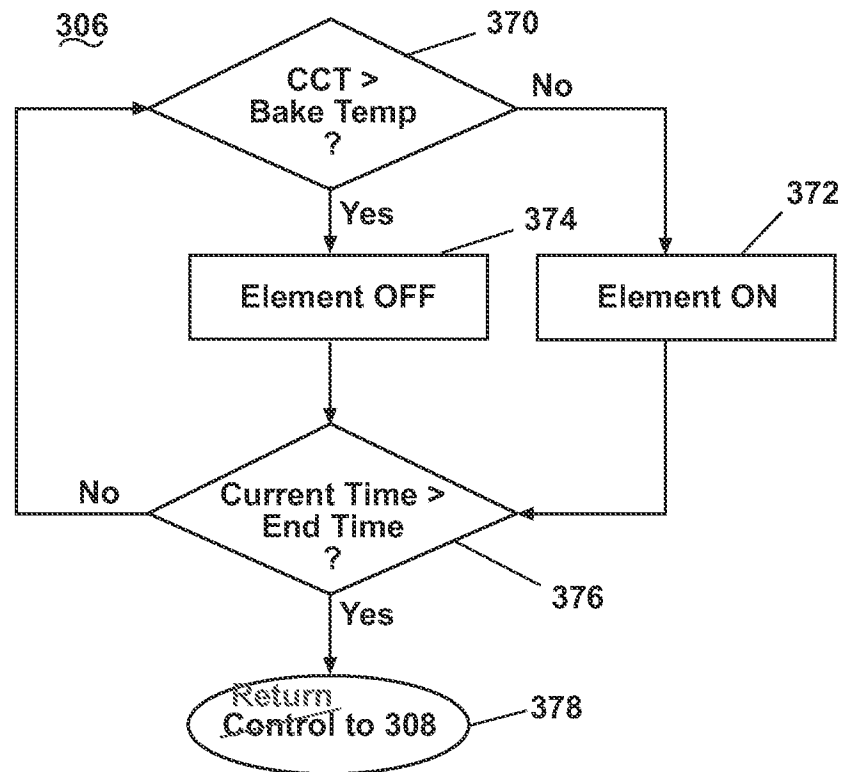 306
370
CCT >
Bake Temp
?
No
Yes
372
374
Element OFF
Element ON
No
Current Time >
End Time
?
376
Yes
Return
Control to 308
378